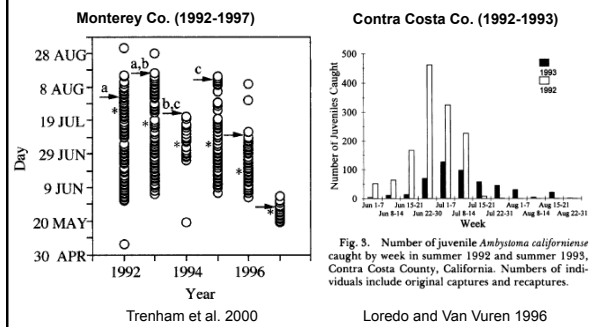 Monterey Co. (1992-1997)
Contra Costa Co. (1992-1993)
28 AUG
8 AUG
19 JUL
29 JUN
9 JUN
20 MAY
30 APR
Day
a
a,b
b,c
c
*
*
*
*
*
*
1992
1994
1996
Year
Trenham et al. 2000
500
400
300
200
100
0
Number of Juveniles Caught
1993
1992
Jun 1-7
Jun 8-14
Jun 15-21
Jun 22-30
Jul 1-7
Jul 8-14
Jul 15-21
Jul 22-31
Aug 1-7
Aug 8-14
Aug 15-21
Aug 22-31
Week
Fig. 3. Number of juvenile Ambystoma californiense
caught by week in summer 1992 and summer 1993,
Contra Costa County, California. Numbers of indi-
viduals include original captures and recaptures.
Loredo and Van Vuren 1996